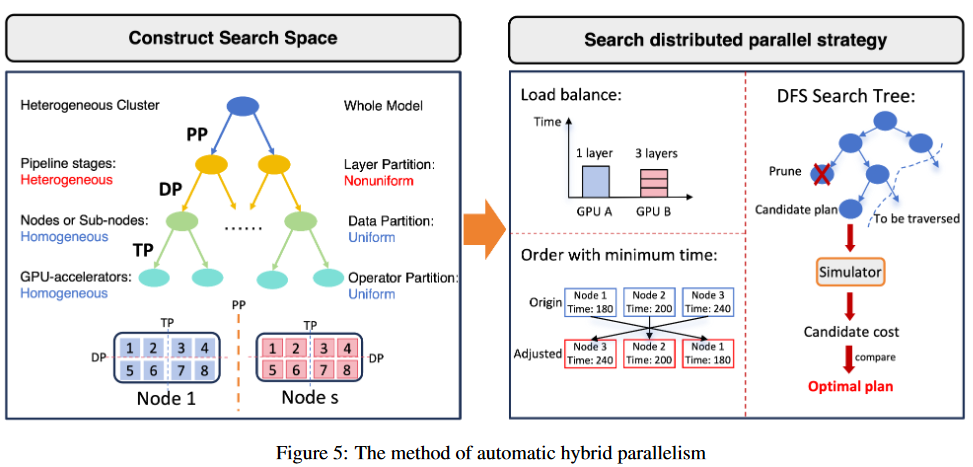 Construct Search Space
Heterogeneous Cluster
Whole Model
PP
Pipeline stages:
Heterogeneous
Layer Partition:
Nonuniform
DP
Nodes or Sub-nodes:
Homogeneous
......
Data Partition:
Uniform
TP
GPU-accelerators:
Homogeneous
Operator Partition:
Uniform
PP
TP
DP
1 2 3 4
5 6 7 8
Node 1
TP
DP
1 2 3 4
5 6 7 8
Node s
Search distributed parallel strategy
Load balance:
Time
1 layer
3 layers
GPU A
GPU B
Order with minimum time:
Origin
Node 1
Time: 180
Node 2
Time: 200
Node 3
Time: 240
Adjusted
Node 3
Time: 240
Node 2
Time: 200
Node 1
Time: 180
DFS Search Tree:
Prune
Candidate plan
To be traversed
Simulator
Candidate cost
compare
Optimal plan
Figure 5: The method of automatic hybrid parallelism